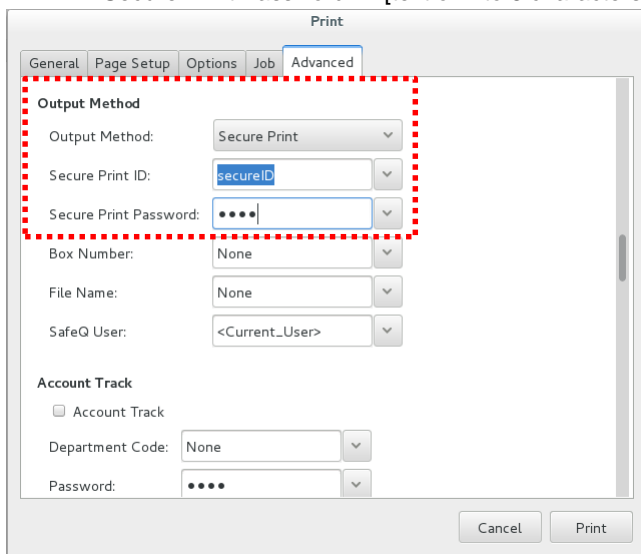 Print
General Page Setup Options Job Advanced
Output Method
Output Method: Secure Print
Secure Print ID: secureID
Secure Print Password: ••••
Box Number: None
File Name: None
SafeQ User: <Current_User>
Account Track
Account Track
Department Code: None
Password: ••••
Cancel Print